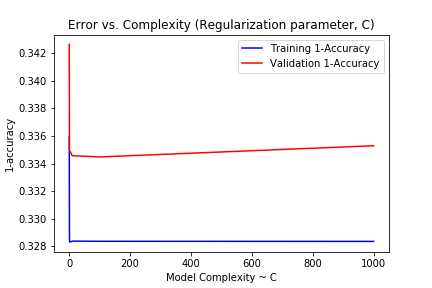 Error vs. Complexity (Regularization parameter, C)
Training 1-Accuracy
Validation 1-Accuracy
0.342
0.340
0.338
0.336
0.334
0.332
0.330
0.328
1-accuracy
0 200 400 600 800 1000
Model Complexity ~ C